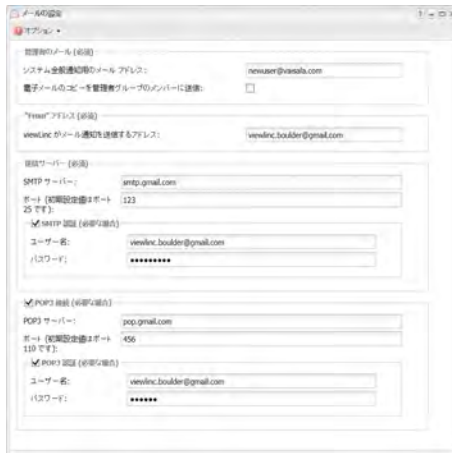 メールの設定
オプション
管理者のメール (必須)
システム全般通知用のメール アドレス: newuser@vaisala.com
電子メールのコピーを管理者グループのメンバーに送信:
"From" アドレス (必須)
viewLinc がメール通知を送信するアドレス: viewlinc.boulder@gmail.com
送信サーバー (必須)
SMTP サーバー: smtp.gmail.com
ポート (初期設定値はポート 123
25 です):
SMTP 認証 (必要な場合)
ユーザー名: viewlinc.boulder@gmail.com
パスワード: •••••••••
POP3 接続 (必要な場合)
POP3 サーバー: pop.gmail.com
ポート (初期設定値はポート 456
110 です):
POP3 認証 (必要な場合)
ユーザー名: viewlinc.boulder@gmail.com
パスワード: ••••••